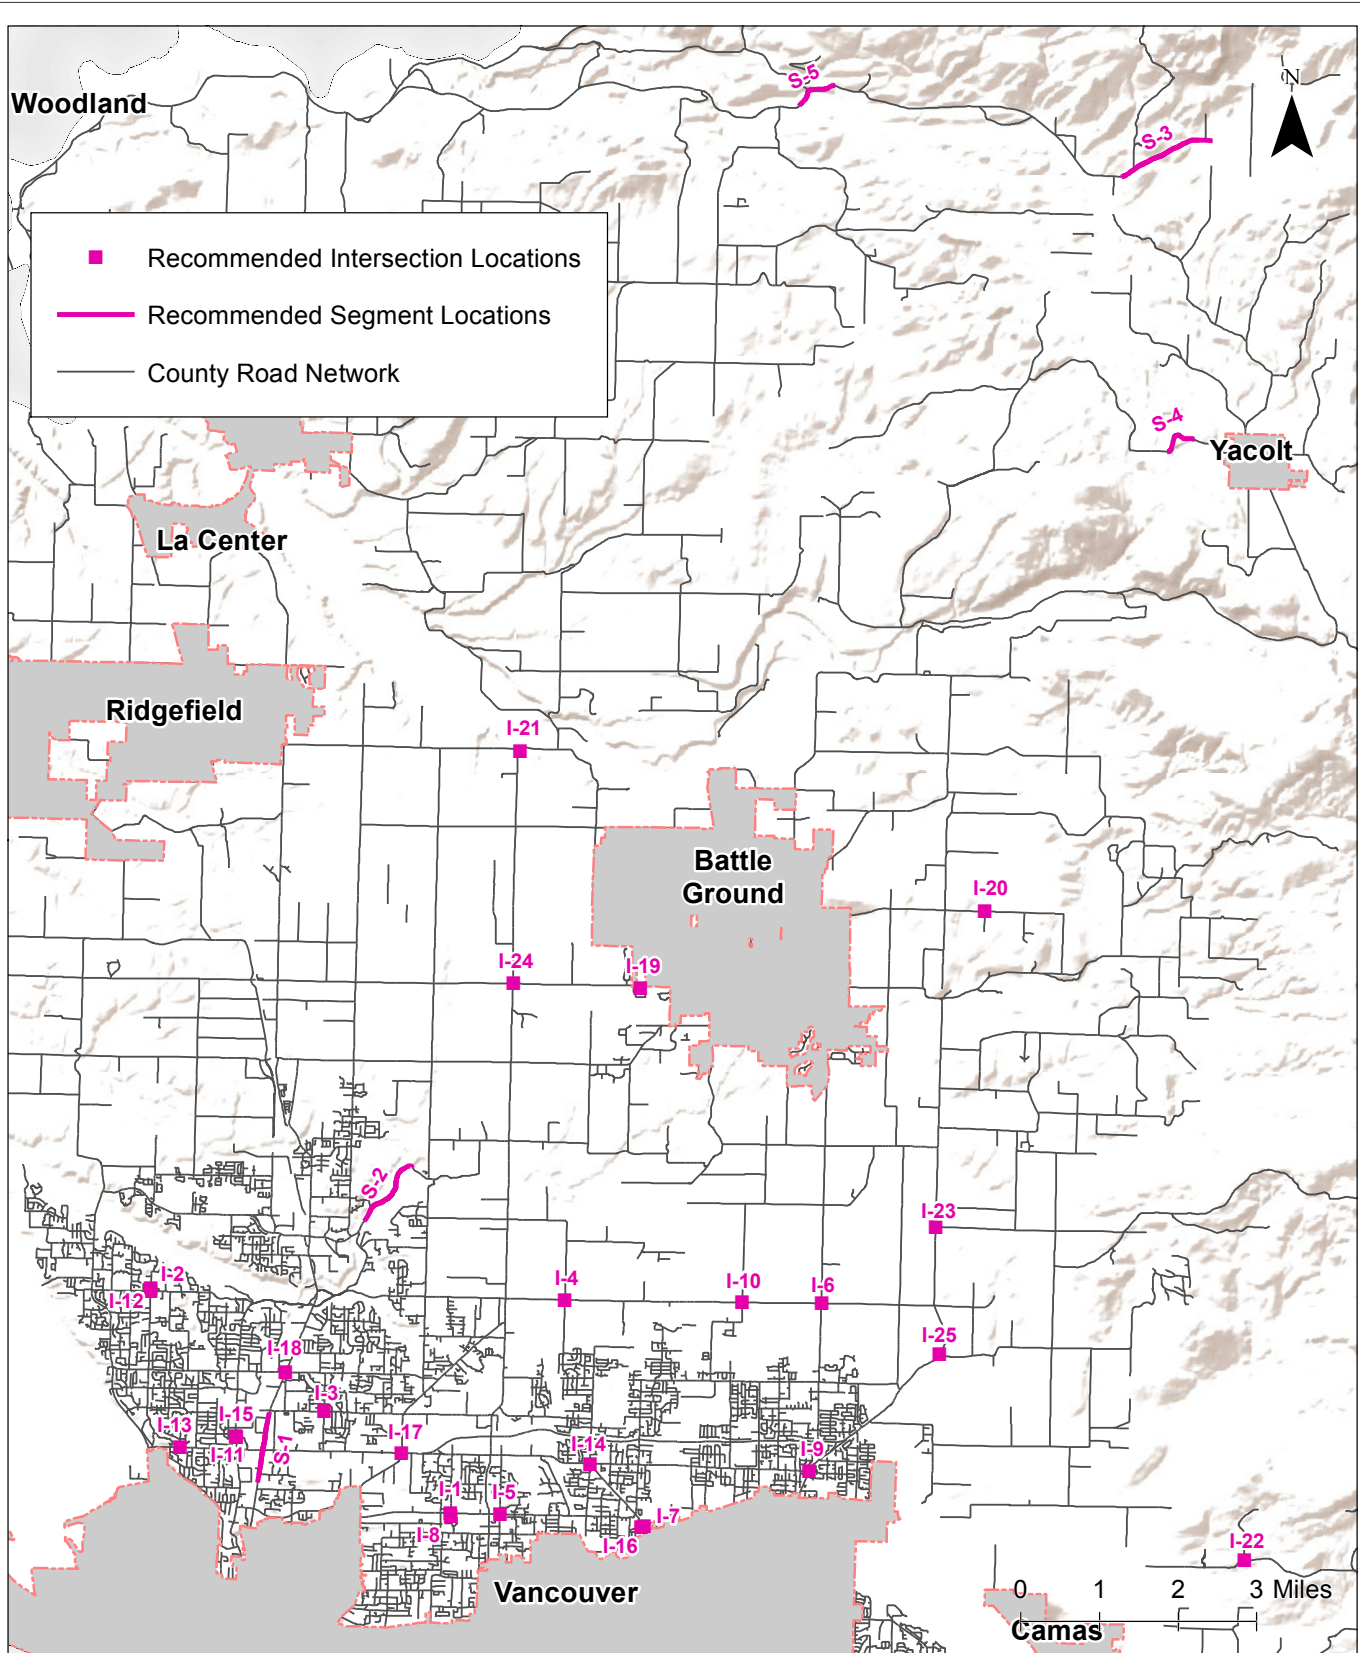 S-5
N
Woodland
S-3
Recommended Intersection Locations
Recommended Segment Locations
County Road Network
S-4
Yacolt
La Center
Ridgefield
I-21
Battle
Ground
I-20
I-24
I-19
S-2
I-23
I-2
I-12
I-4
I-10
I-6
I-25
I-18
I-3
I-15
I-13
I-11
S-1
I-17
I-14
I-9
I-1
I-5
I-8
I-7
I-16
I-22
Vancouver
0 1 2 3 Miles
Camas